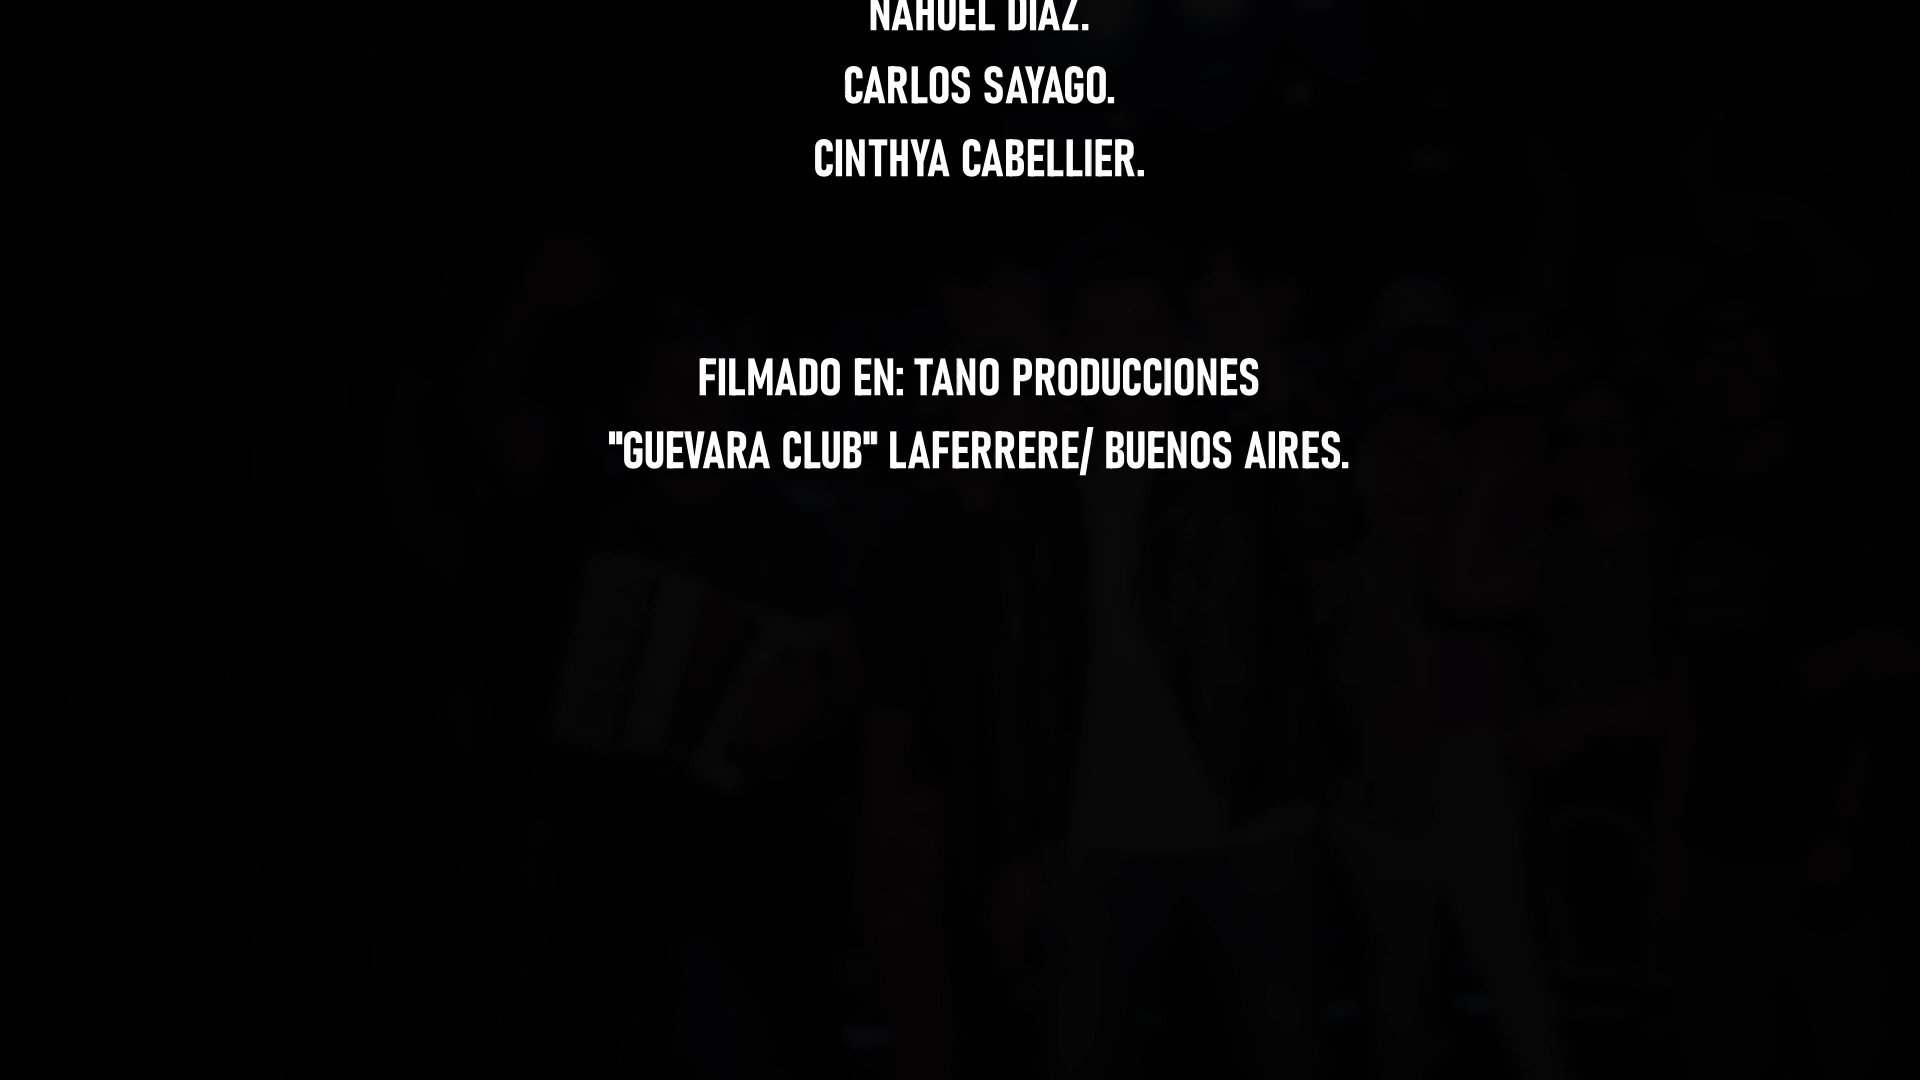 NAHUEL DIAZ.
CARLOS SAYAGO.
CINTHYA CABELLIER.
FILMADO EN: TANO PRODUCCIONES
"GUEVARA CLUB" LAFERRERE/ BUENOS AIRES.